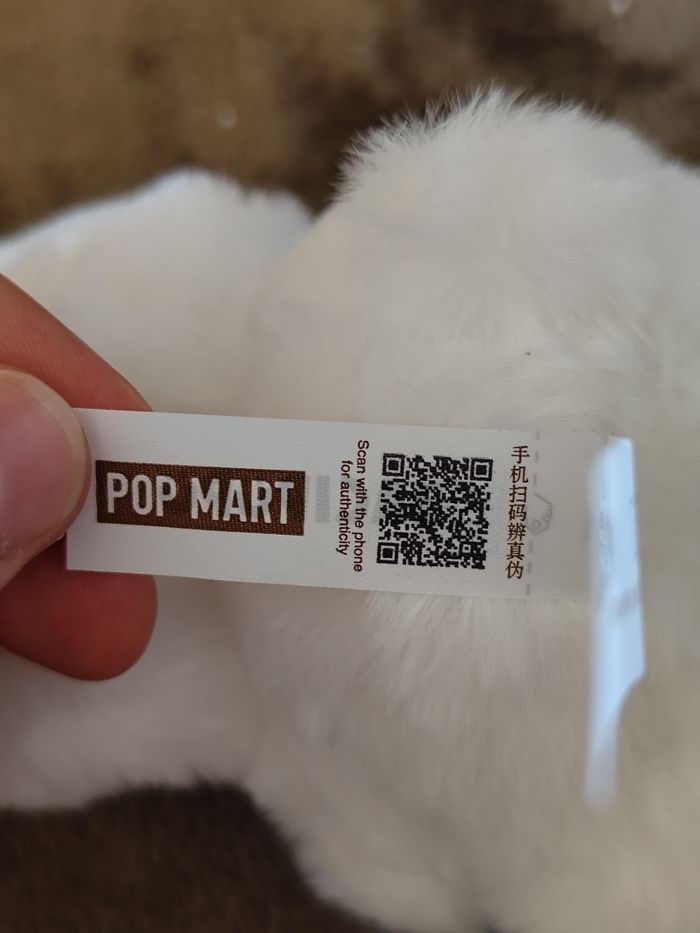 POP MART
Scan with the phone
for authenticity
手机扫码辨真伪